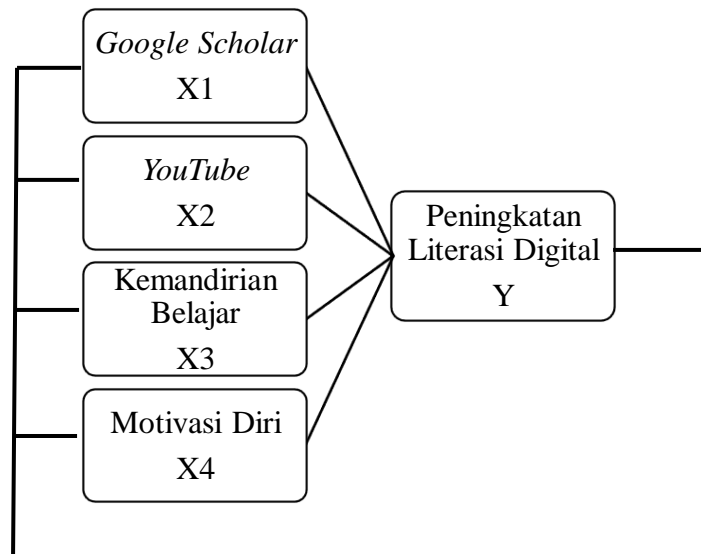 Google Scholar
X1
YouTube
X2
Kemandirian
Belajar
X3
Motivasi Diri
X4
Peningkatan
Literasi Digital
Y